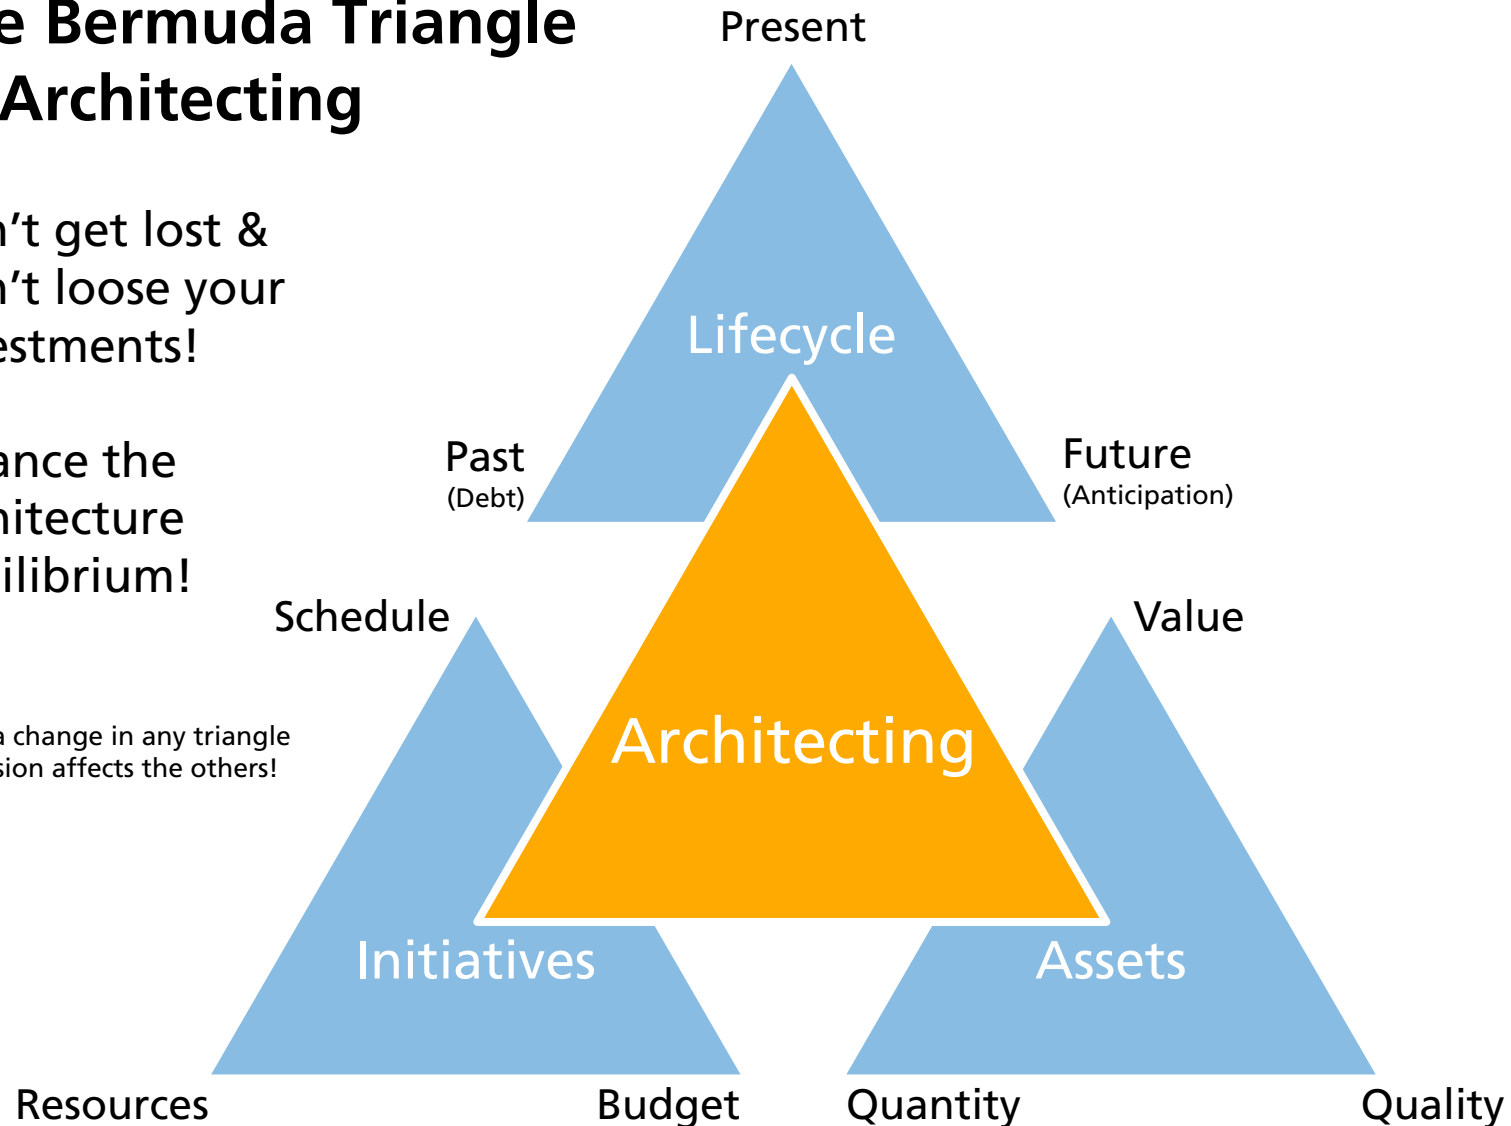 e Bermuda Triangle
Architecting
n't get lost &
n't loose your
estments!
ance the
hitecture
ilibrium!
a change in any triangle
sion affects the others!
Present
Lifecycle
Past
(Debt)
Future
(Anticipation)
Architecting
Schedule
Initiatives
Resources
Budget
Value
Assets
Quantity
Quality